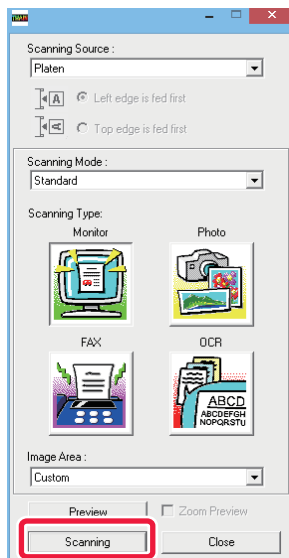 Scanning Source :
Platen
A Left edge is fed first
A Top edge is fed first
Scanning Mode :
Standard
Scanning Type:
Monitor Photo
FAX OCR
ABCD
ABCDEFGH
NOPQRSTU
Image Area :
Custom
Preview Zoom Preview
Scanning Close